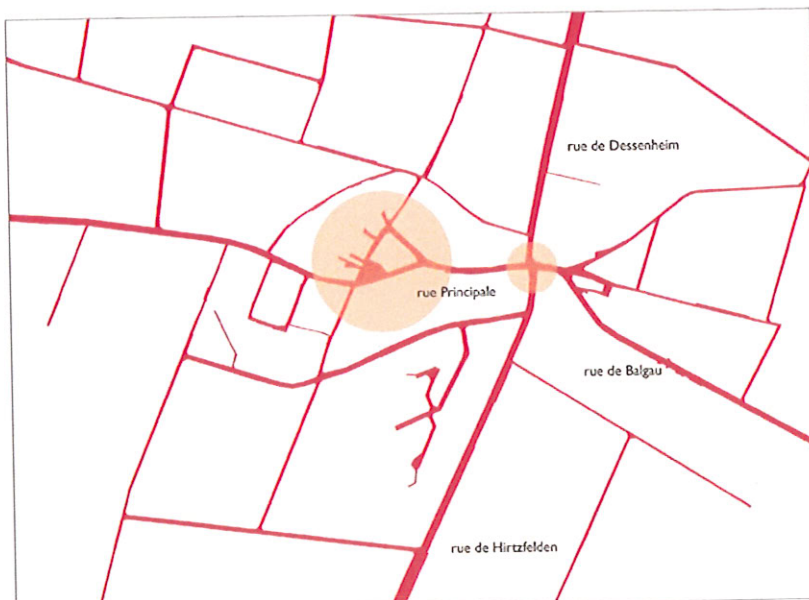 rue de Dessenheim
rue Principale
rue de Balgau
rue de Hirtzfelden